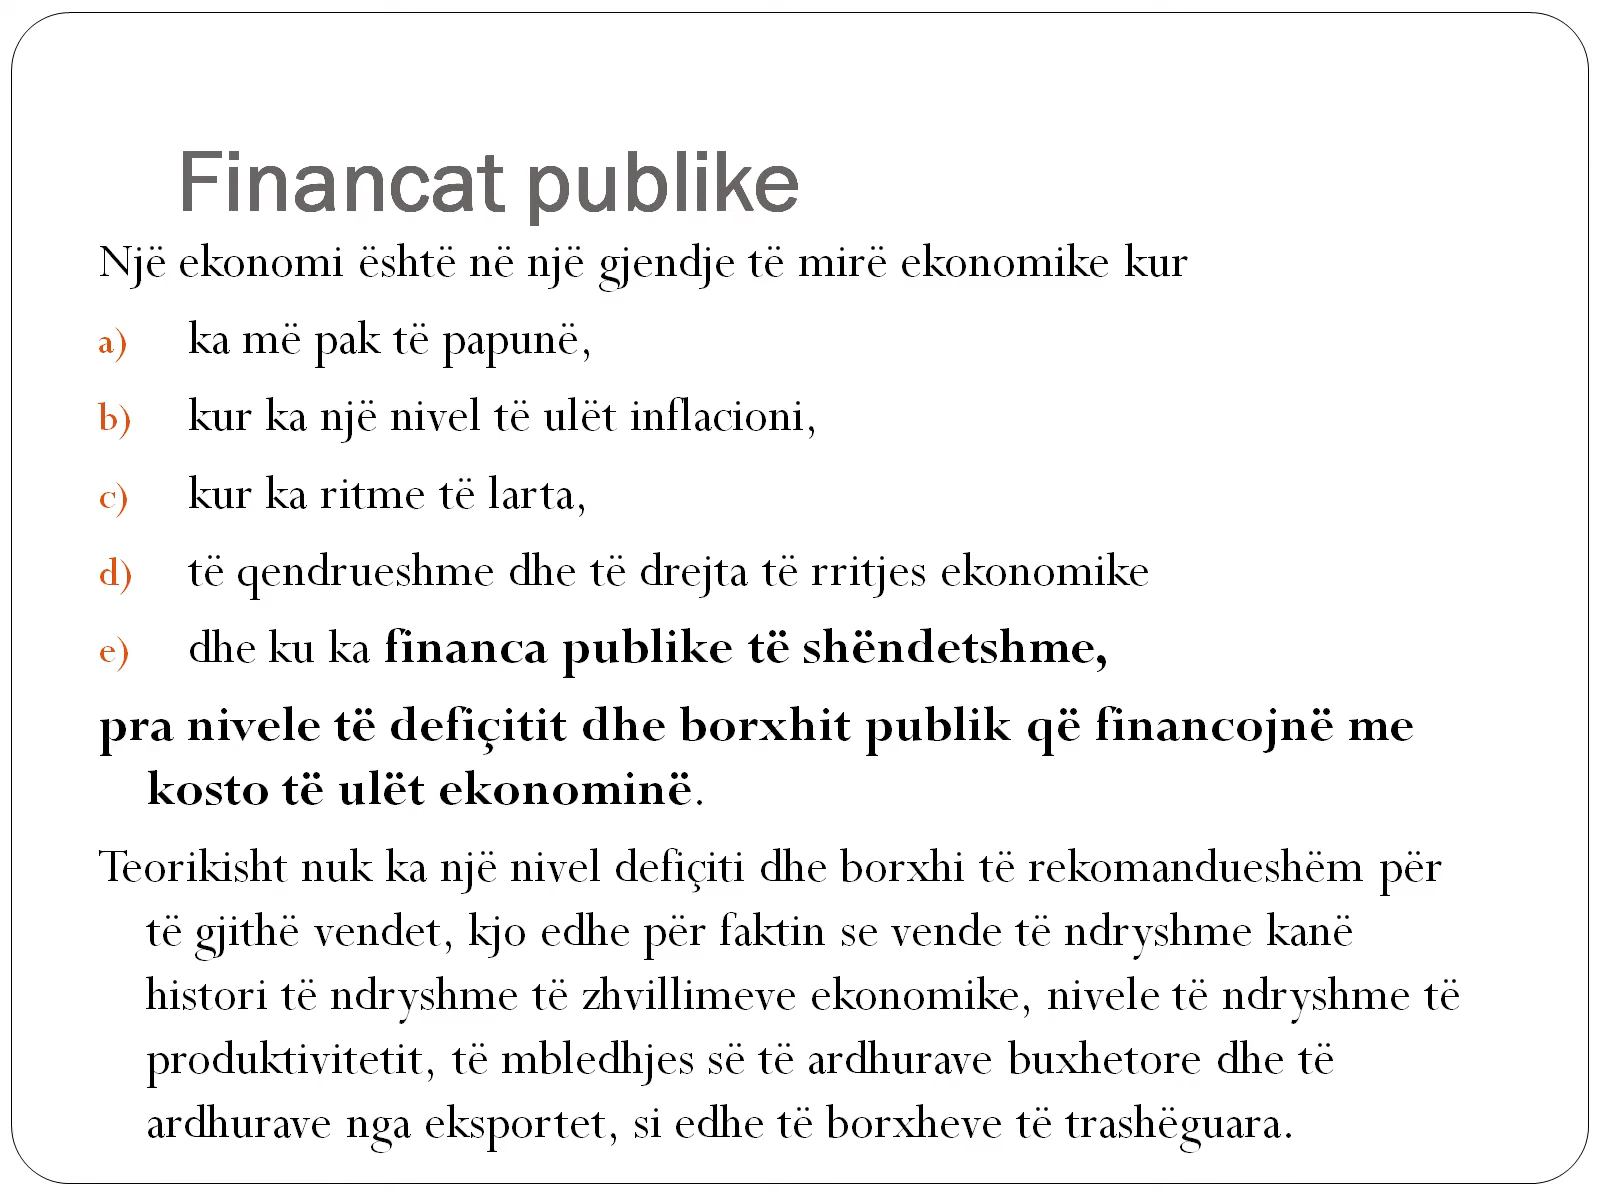 Financat publike
Një ekonomi është në një gjendje të mirë ekonomike kur
a) ka më pak të papunë,
b) kur ka një nivel të ulët inflacioni,
c) kur ka ritme të larta,
d) të qendrueshme dhe të drejta të rritjes ekonomike
e) dhe ku ka financa publike të shëndetshme,
pra nivele të defiçitit dhe borxhit publik që financojnë me
kosto të ulët ekonominë.
Teorikisht nuk ka një nivel defiçiti dhe borxhi të rekomandueshëm për
të gjithë vendet, kjo edhe për faktin se vende të ndryshme kanë
histori të ndryshme të zhvillimeve ekonomike, nivele të ndryshme të
produktivitetit, të mbledhjes së të ardhurave buxhetore dhe të
ardhurave nga eksportet, si edhe të borxheve të trashëguara.